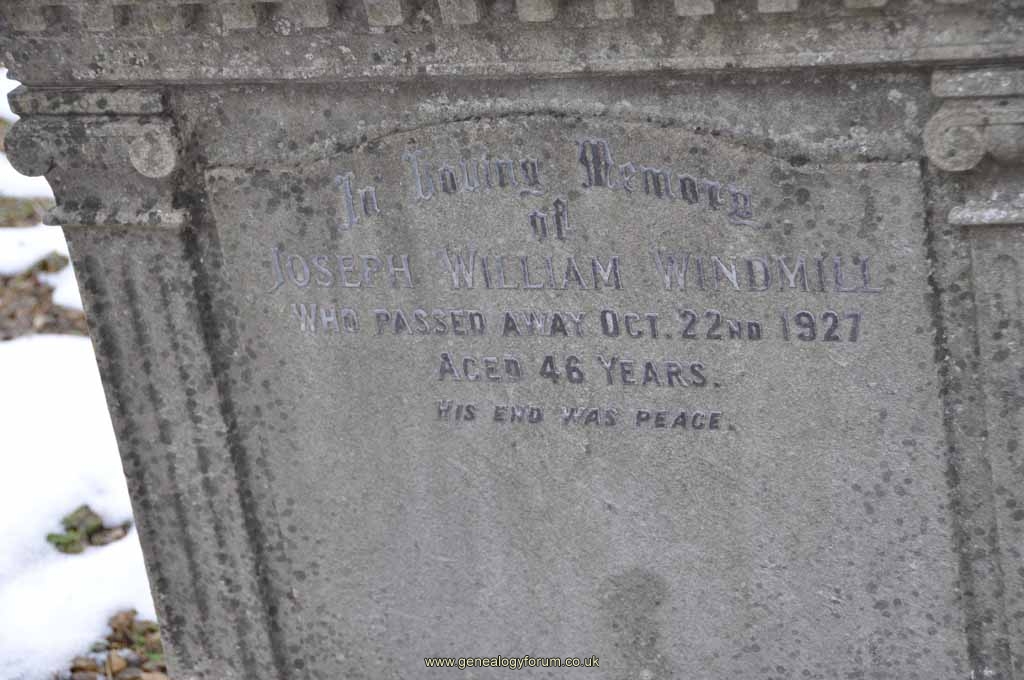 In Loving Memory
of
JOSEPH WILLIAM WINDMILL
WHO PASSED AWAY OCT. 22ND 1927
AGED 46 YEARS.
HIS END WAS PEACE.
www.genealogyforum.co.uk